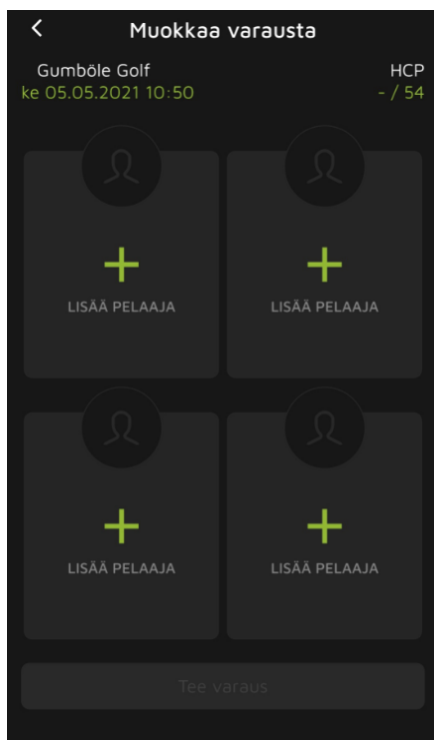 Muokkaa varausta
Gumböle Golf HCP
ke 05.05.2021 10:50 - / 54
LISÄÄ PELAAJA LISÄÄ PELAAJA
LISÄÄ PELAAJA LISÄÄ PELAAJA
Tee varaus